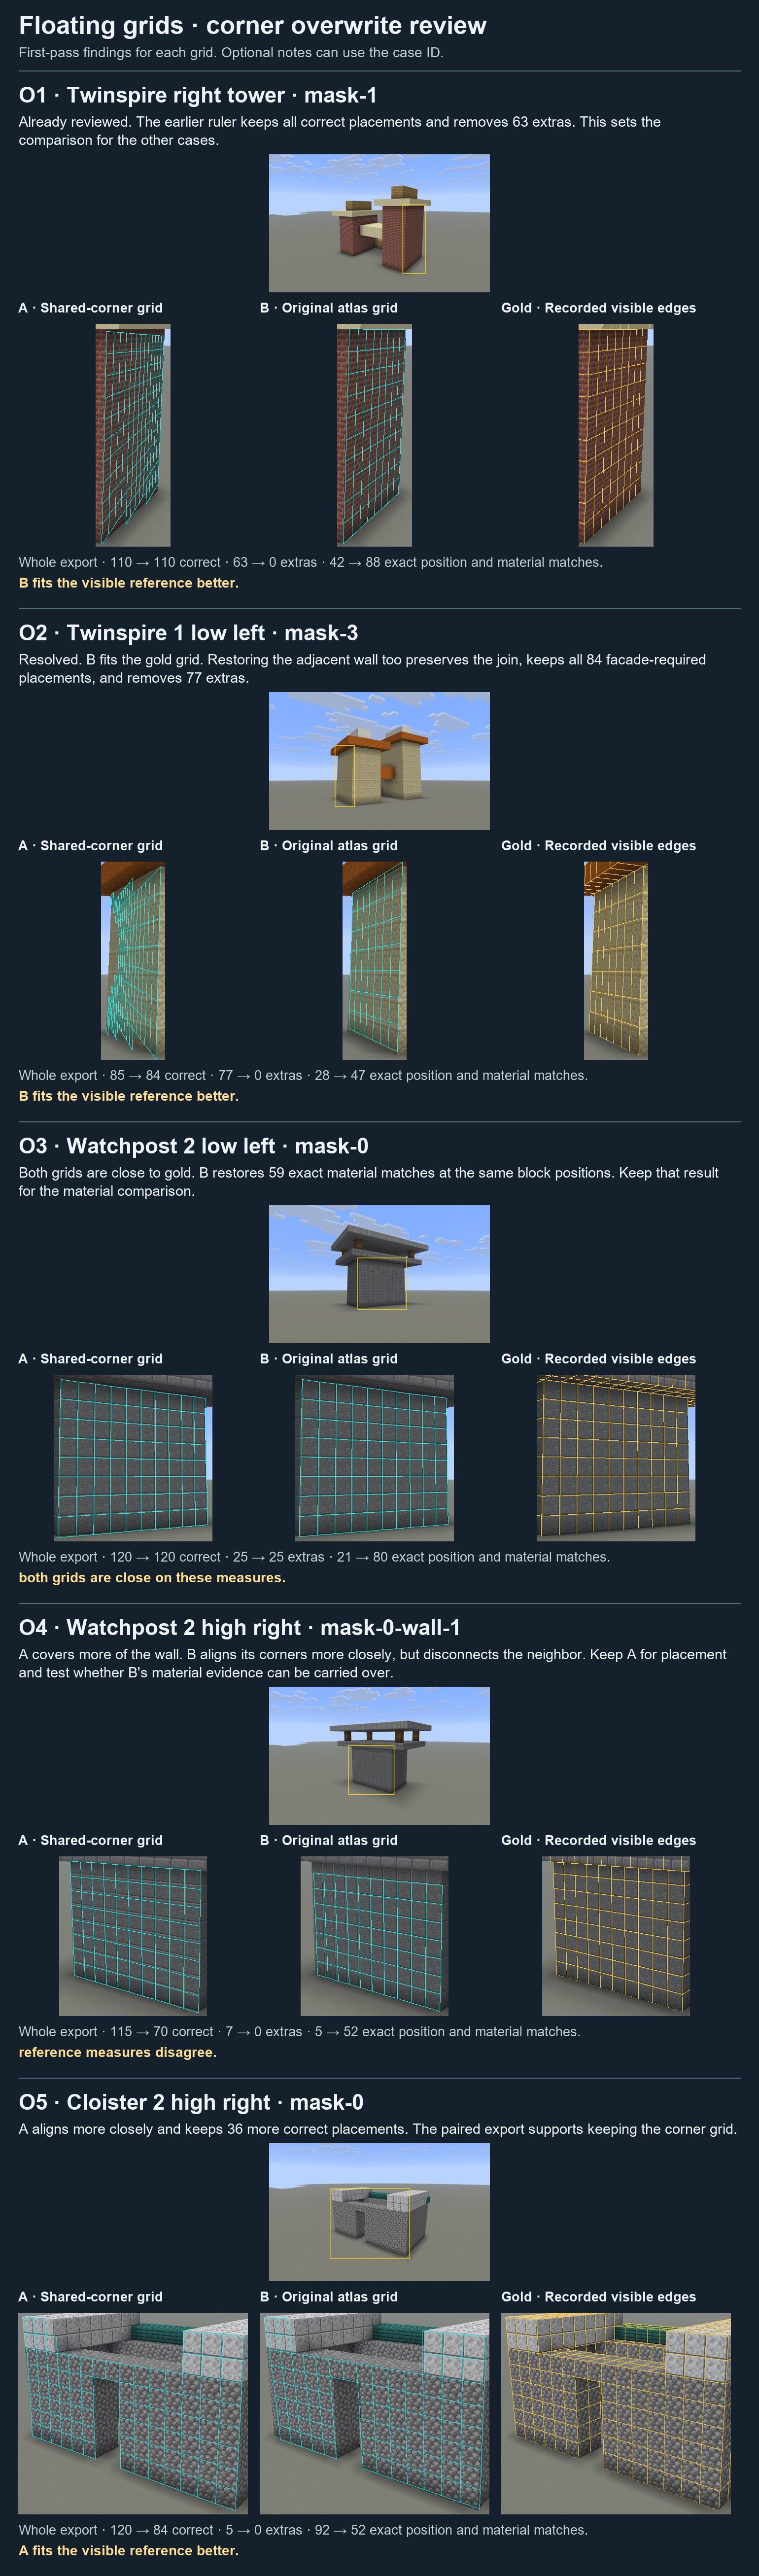 Floating grids · corner overwrite review
First-pass findings for each grid. Optional notes can use the case ID.
O1 · Twinspire right tower · mask-1
Already reviewed. The earlier ruler keeps all correct placements and removes 63 extras. This sets the
comparison for the other cases.
A · Shared-corner grid
B · Original atlas grid
Gold · Recorded visible edges
Whole export · 110 → 110 correct · 63 → 0 extras · 42 → 88 exact position and material matches.
B fits the visible reference better.
O2 · Twinspire 1 low left · mask-3
Resolved. B fits the gold grid. Restoring the adjacent wall too preserves the join, keeps all 84 facade-required
placements, and removes 77 extras.
A · Shared-corner grid
B · Original atlas grid
Gold · Recorded visible edges
Whole export · 85 → 84 correct · 77 → 0 extras · 28 → 47 exact position and material matches.
B fits the visible reference better.
O3 · Watchpost 2 low left · mask-0
Both grids are close to gold. B restores 59 exact material matches at the same block positions. Keep that result
for the material comparison.
A · Shared-corner grid
B · Original atlas grid
Gold · Recorded visible edges
Whole export · 120 → 120 correct · 25 → 25 extras · 21 → 80 exact position and material matches.
both grids are close on these measures.
O4 · Watchpost 2 high right · mask-0-wall-1
A covers more of the wall. B aligns its corners more closely, but disconnects the neighbor. Keep A for placement
and test whether B's material evidence can be carried over.
A · Shared-corner grid
B · Original atlas grid
Gold · Recorded visible edges
Whole export · 115 → 70 correct · 7 → 0 extras · 5 → 52 exact position and material matches.
reference measures disagree.
O5 · Cloister 2 high right · mask-0
A aligns more closely and keeps 36 more correct placements. The paired export supports keeping the corner grid.
A · Shared-corner grid
B · Original atlas grid
Gold · Recorded visible edges
Whole export · 120 → 84 correct · 5 → 0 extras · 92 → 52 exact position and material matches.
A fits the visible reference better.